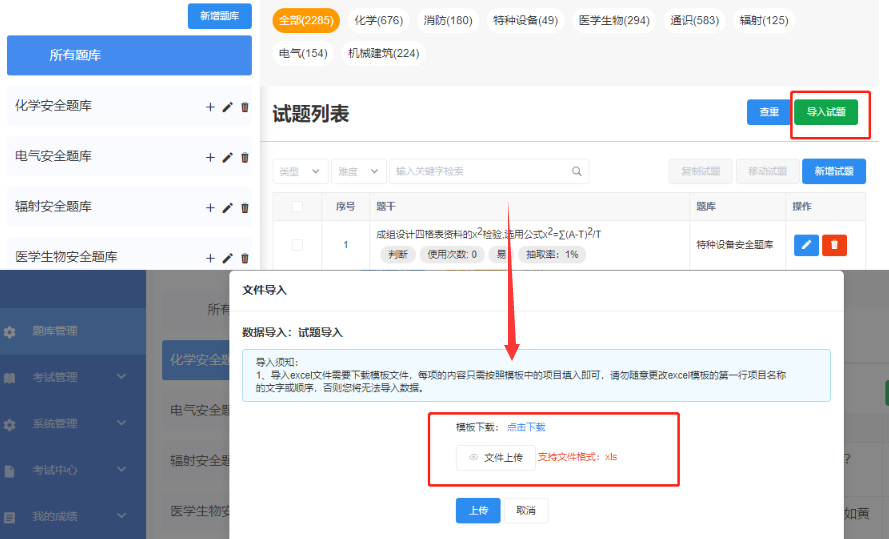 新增题库
全部(2285) 化学(676) 消防(180) 特种设备(49) 医学生物(294) 通识(583) 辐射(125)
所有题库
电气(154) 机械建筑(224)
化学安全题库
试题列表
查重 导入试题
电气安全题库
类型 难度 输入关键字检索
复制试题 移动试题 新增试题
辐射安全题库
序号 题干 题库 操作
1 成组设计四格表资料的x2检验,选用公式x2=∑(A-T)2/T 特种设备安全题库
判断 使用次数: 0 易 抽取率: 1%
医学生物安全题库
文件导入
所有
题库管理
数据导入：试题导入
化学安全题
导入须知：
1、导入excel文件需要下载模板文件，每项的内容只需按照模板中的项目填入即可，请勿随意更改excel模板的第一行项目名称
的文字或顺序，否则您将无法导入数据。
考试管理
电气安全题
系统管理
模板下载： 点击下载
辐射安全题
文件上传 支持文件格式：xls
?
考试中心
医学生物安
上传 取消
如黄
我的成绩